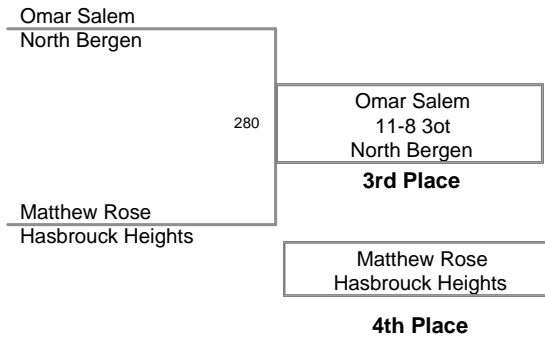 Omar Salem
North Bergen
280
Omar Salem
11-8 3ot
North Bergen
3rd Place
Matthew Rose
Hasbrouck Heights
Matthew Rose
Hasbrouck Heights
4th Place